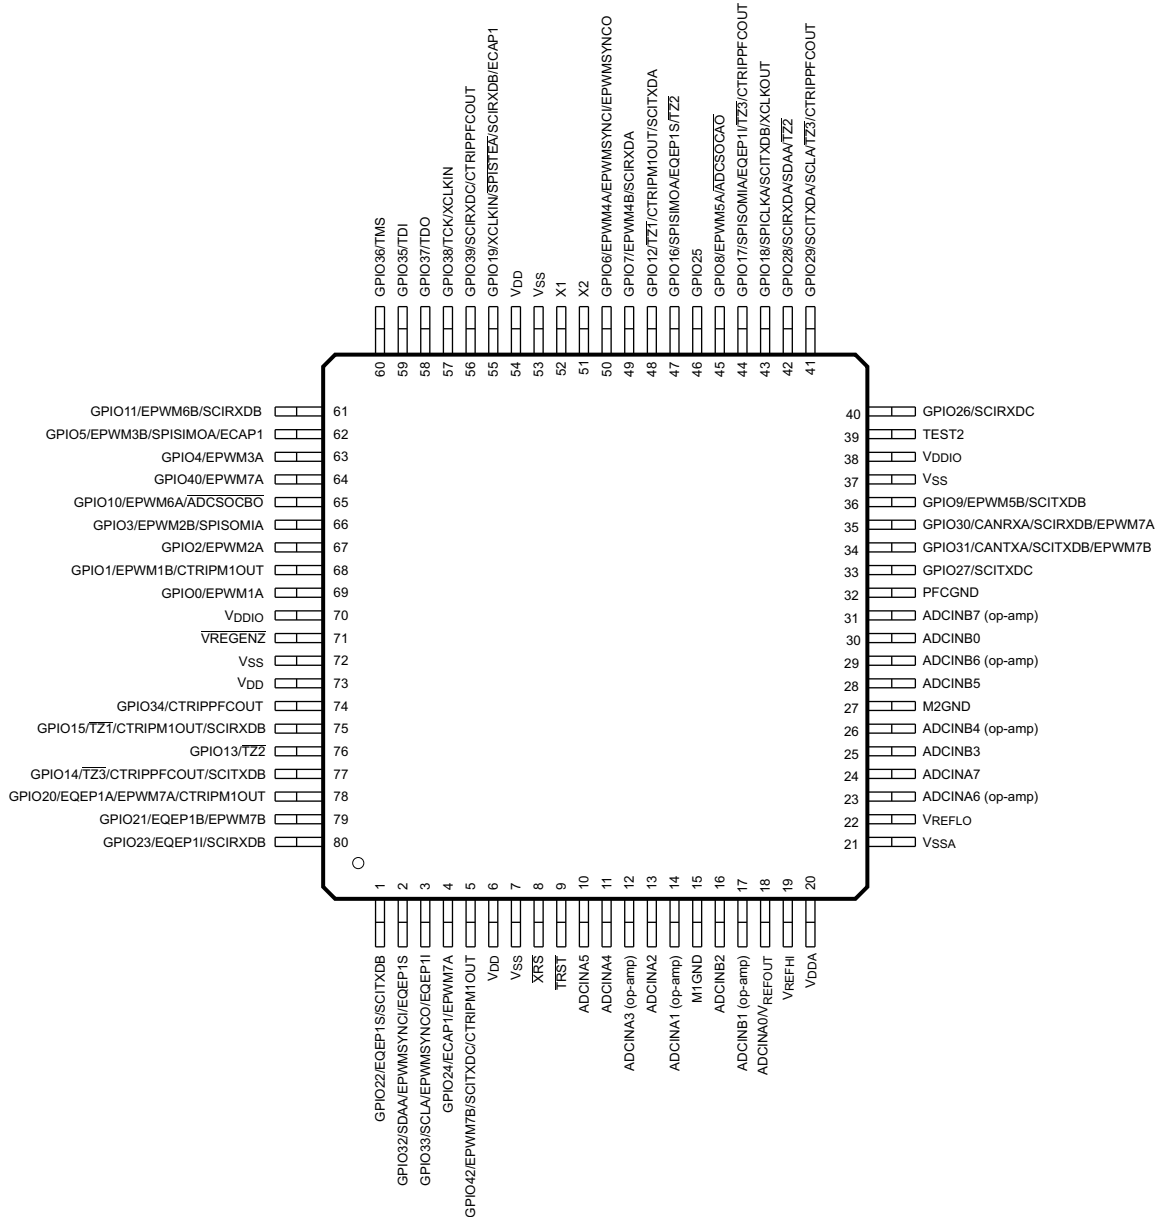 GPIO36/TMS
GPIO35/TDI
GPIO37/TDO
GPIO38/TCK/XCLKIN
GPIO39/SCIRXDC/CTRIPPFCOUT
GPIO19/XCLKIN/SPISTEA/SCIRXDB/ECAP1
VDD
VSS
X1
X2
GPIO6/EPWM4A/EPWMSYNCI/EPWMSYNCO
GPIO7/EPWM4B/SCIRXDA
GPIO12/TZ1/CTRIPM1OUT/SCITXDA
GPIO16/SPISIMOA/EQEP1S/TZ2
GPIO25
GPIO8/EPWM5A/ADCSOCAO
GPIO17/SPISOMIA/EQEP1I/TZ3/CTRIPPFCOUT
GPIO18/SPICLKA/SCITXDB/XCLKOUT
GPIO28/SCIRXDA/SDAA/TZ2
GPIO29/SCITXDA/SCLA/TZ3/CTRIPPFCOUT
60
59
58
57
56
55
54
53
52
51
50
49
48
47
46
45
44
43
42
41
GPIO11/EPWM6B/SCIRXDB 61
GPIO5/EPWM3B/SPISIMOA/ECAP1 62
GPIO4/EPWM3A 63
GPIO40/EPWM7A 64
GPIO10/EPWM6A/ADCSOCBO 65
GPIO3/EPWM2B/SPISOMIA 66
GPIO2/EPWM2A 67
GPIO1/EPWM1B/CTRIPM1OUT 68
GPIO0/EPWM1A 69
VDDIO 70
VREGENZ 71
VSS 72
VDD 73
GPIO34/CTRIPPFCOUT 74
GPIO15/TZ1/CTRIPM1OUT/SCIRXDB 75
GPIO13/TZ2 76
GPIO14/TZ3/CTRIPPFCOUT/SCITXDB 77
GPIO20/EQEP1A/EPWM7A/CTRIPM1OUT 78
GPIO21/EQEP1B/EPWM7B 79
GPIO23/EQEP1I/SCIRXDB 80
40 GPIO26/SCIRXDC
39 TEST2
38 VDDIO
37 VSS
36 GPIO9/EPWM5B/SCITXDB
35 GPIO30/CANRXA/SCIRXDB/EPWM7A
34 GPIO31/CANTXA/SCITXDB/EPWM7B
33 GPIO27/SCITXDC
32 PFCGND
31 ADCINB7 (op-amp)
30 ADCINB0
29 ADCINB6 (op-amp)
28 ADCINB5
27 M2GND
26 ADCINB4 (op-amp)
25 ADCINB3
24 ADCINA7
23 ADCINA6 (op-amp)
22 VREFLO
21 VSSA
1
2
3
4
5
6
7
8
9
10
11
12
13
14
15
16
17
18
19
20
GPIO22/EQEP1S/SCITXDB
GPIO32/SDAA/EPWMSYNCI/EQEP1S
GPIO33/SCLA/EPWMSYNCO/EQEP1I
GPIO24/ECAP1/EPWM7A
GPIO42/EPWM7B/SCITXDC/CTRIPM1OUT
VDD
VSS
XRS
TRST
ADCINA5
ADCINA4
ADCINA3 (op-amp)
ADCINA2
ADCINA1 (op-amp)
M1GND
ADCINB2
ADCINB1 (op-amp)
ADCINA0/VREFOUT
VREFHI
VDDA